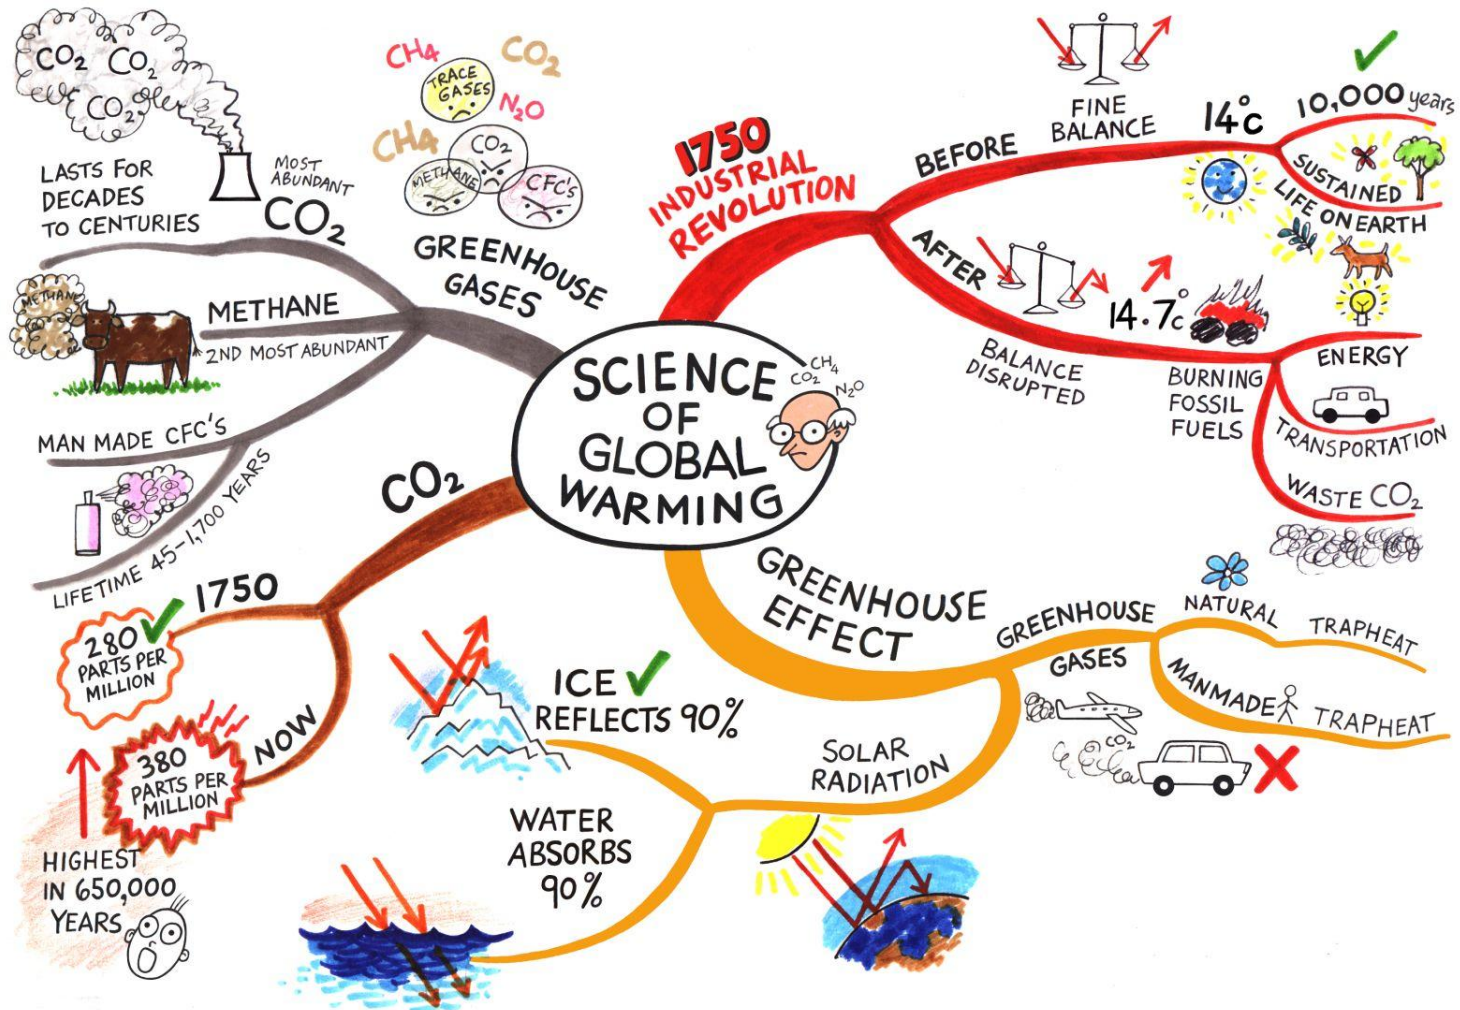 SCIENCE
OF
GLOBAL
WARMING
CO2
CH4
N2O
1750
INDUSTRIAL
REVOLUTION
BEFORE
FINE
BALANCE
14°C
10,000 years
SUSTAINED
LIFE ON EARTH
AFTER
BALANCE
DISRUPTED
14.7°C
BURNING
FOSSIL
FUELS
ENERGY
TRANSPORTATION
WASTE CO2
GREENHOUSE
EFFECT
GREENHOUSE
GASES
NATURAL
TRAPHEAT
MANMADE
TRAPHEAT
CO2
SOLAR
RADIATION
ICE
REFLECTS 90%
WATER
ABSORBS
90%
CO2
1750
280
PARTS PER
MILLION
NOW
380
PARTS PER
MILLION
HIGHEST
IN 650,000
YEARS
GREENHOUSE
GASES
CH4
CO2
TRACE
GASES
N2O
CH4
CO2
METHANE
CFC'S
CO2
CO2
CO2
MOST
ABUNDANT
CO2
LASTS FOR
DECADES
TO CENTURIES
METHANE
METHANE
2ND MOST ABUNDANT
MAN MADE CFC'S
LIFETIME 45-1,700 YEARS